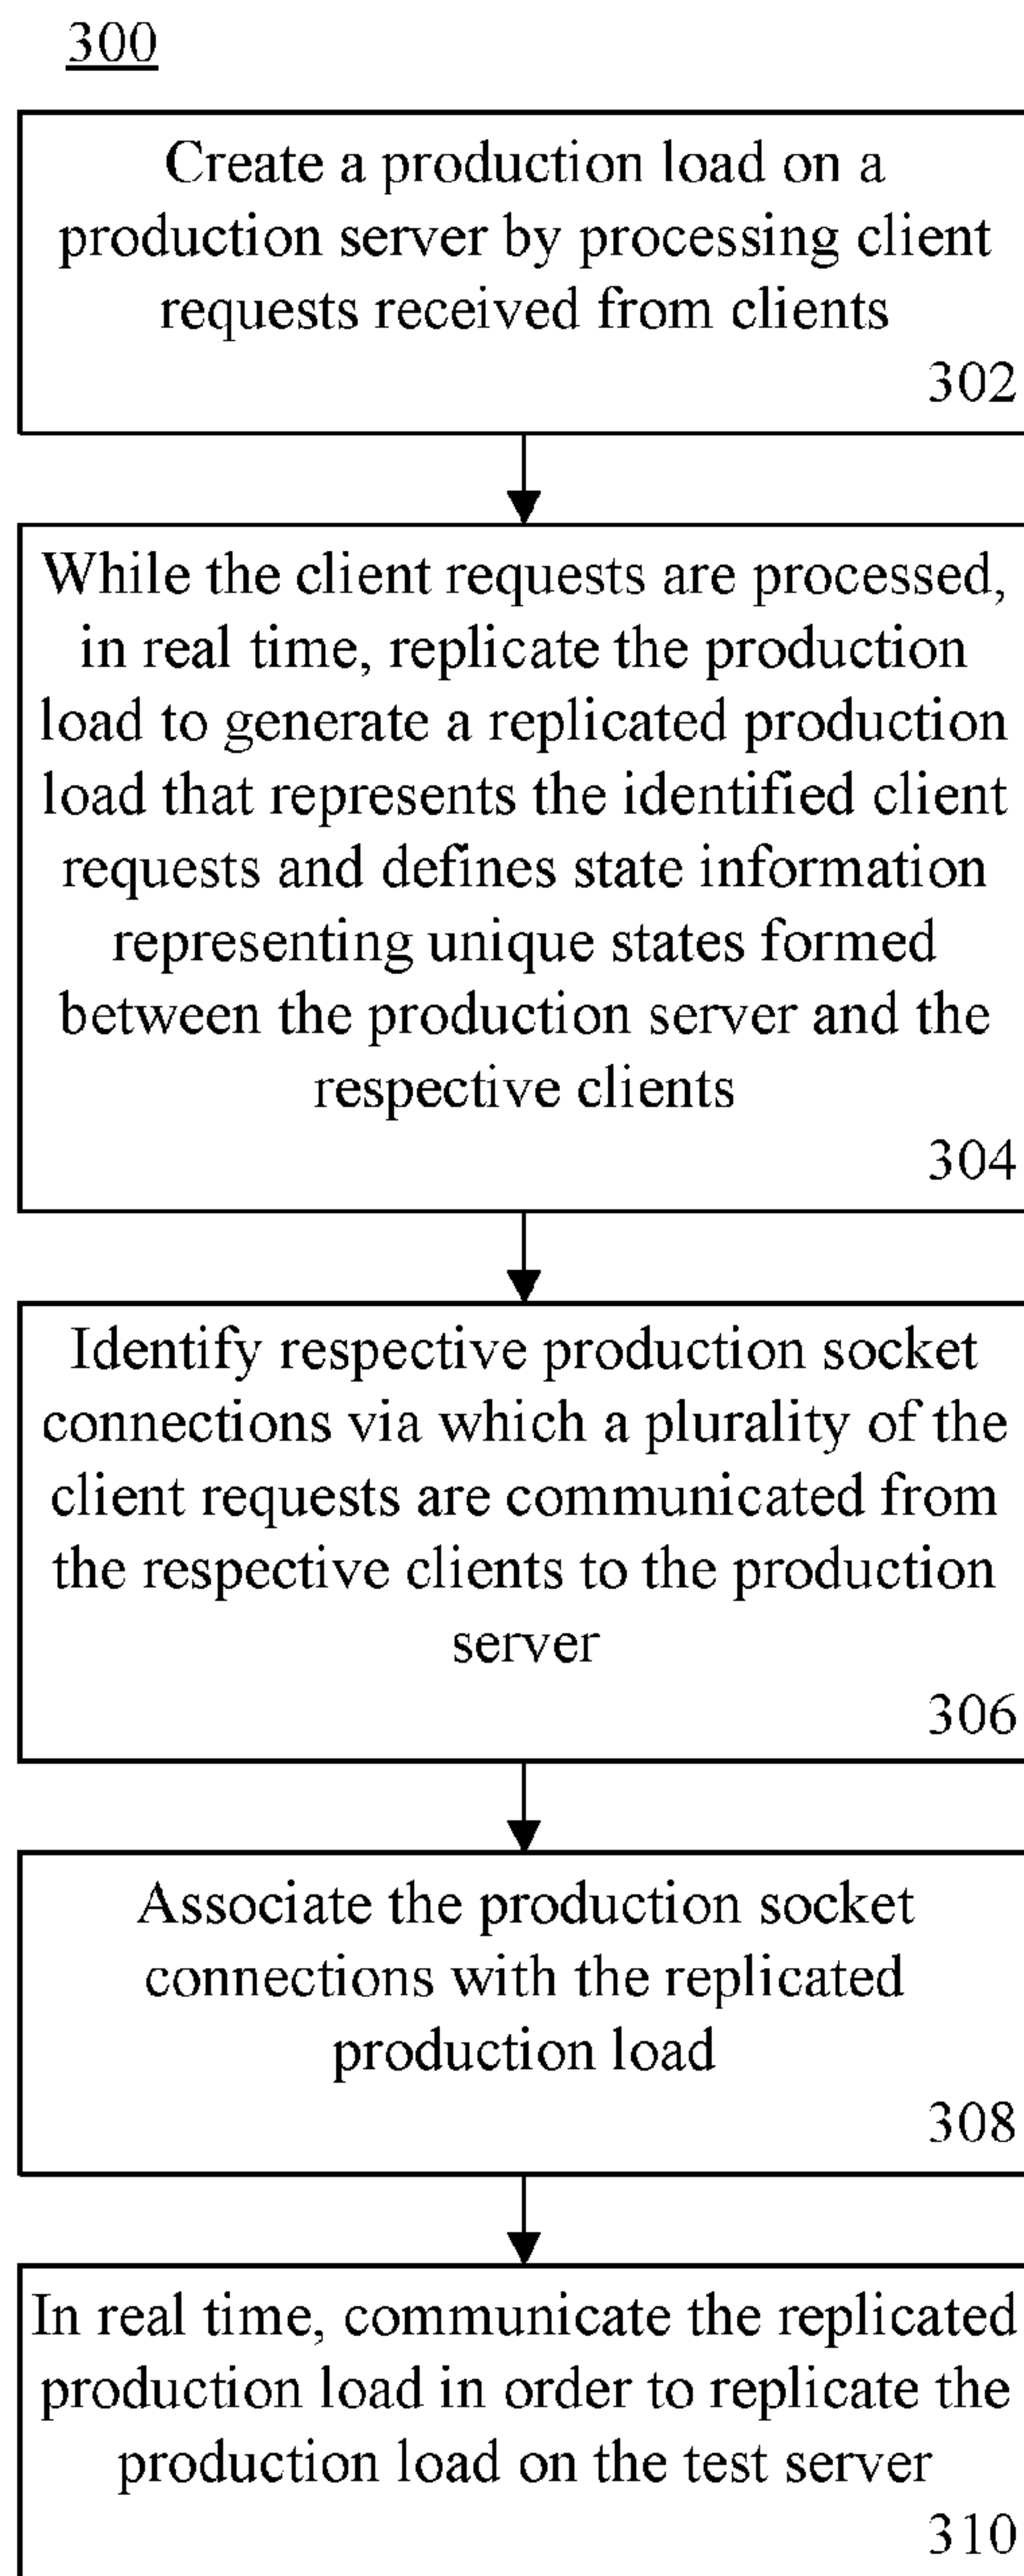 300
Create a production load on a
production server by processing client
requests received from clients
302
While the client requests are processed,
in real time, replicate the production
load to generate a replicated production
load that represents the identified client
requests and defines state information
representing unique states formed
between the production server and the
respective clients
304
Identify respective production socket
connections via which a plurality of the
client requests are communicated from
the respective clients to the production
server
306
Associate the production socket
connections with the replicated
production load
308
In real time, communicate the replicated
production load in order to replicate the
production load on the test server
310